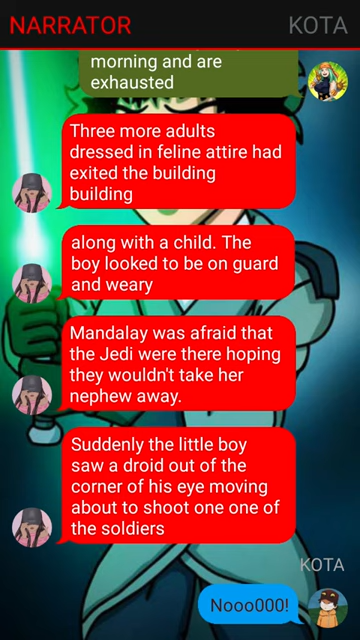 NARRATOR KOTA
morning and are
exhausted
Three more adults
dressed in feline attire had
exited the building
building
along with a child. The
boy looked to be on guard
and weary
Mandalay was afraid that
the Jedi were there hoping
they wouldn't take her
nephew away.
Suddenly the little boy
saw a droid out of the
corner of his eye moving
about to shoot one one of
the soldiers
KOTA
Nooo000!